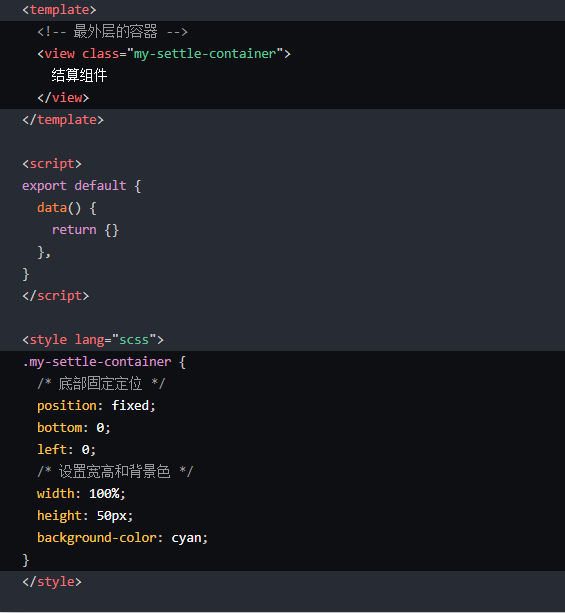 <template>
  <!-- 最外层的容器 -->
  <view class="my-settle-container">
    结算组件
  </view>
</template>

<script>
export default {
  data() {
    return {}
  },
}
</script>

<style lang="scss">
.my-settle-container {
  /* 底部固定定位 */
  position: fixed;
  bottom: 0;
  left: 0;
  /* 设置宽高和背景色 */
  width: 100%;
  height: 50px;
  background-color: cyan;
}
</style>